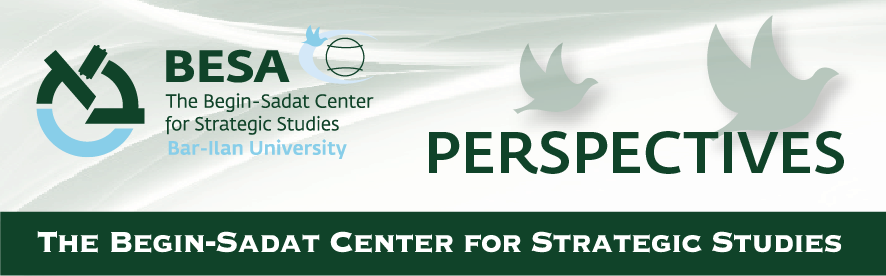 BESA
The Begin-Sadat Center
for Strategic Studies
Bar-Ilan University
PERSPECTIVES
THE BEGIN-SADAT CENTER FOR STRATEGIC STUDIES